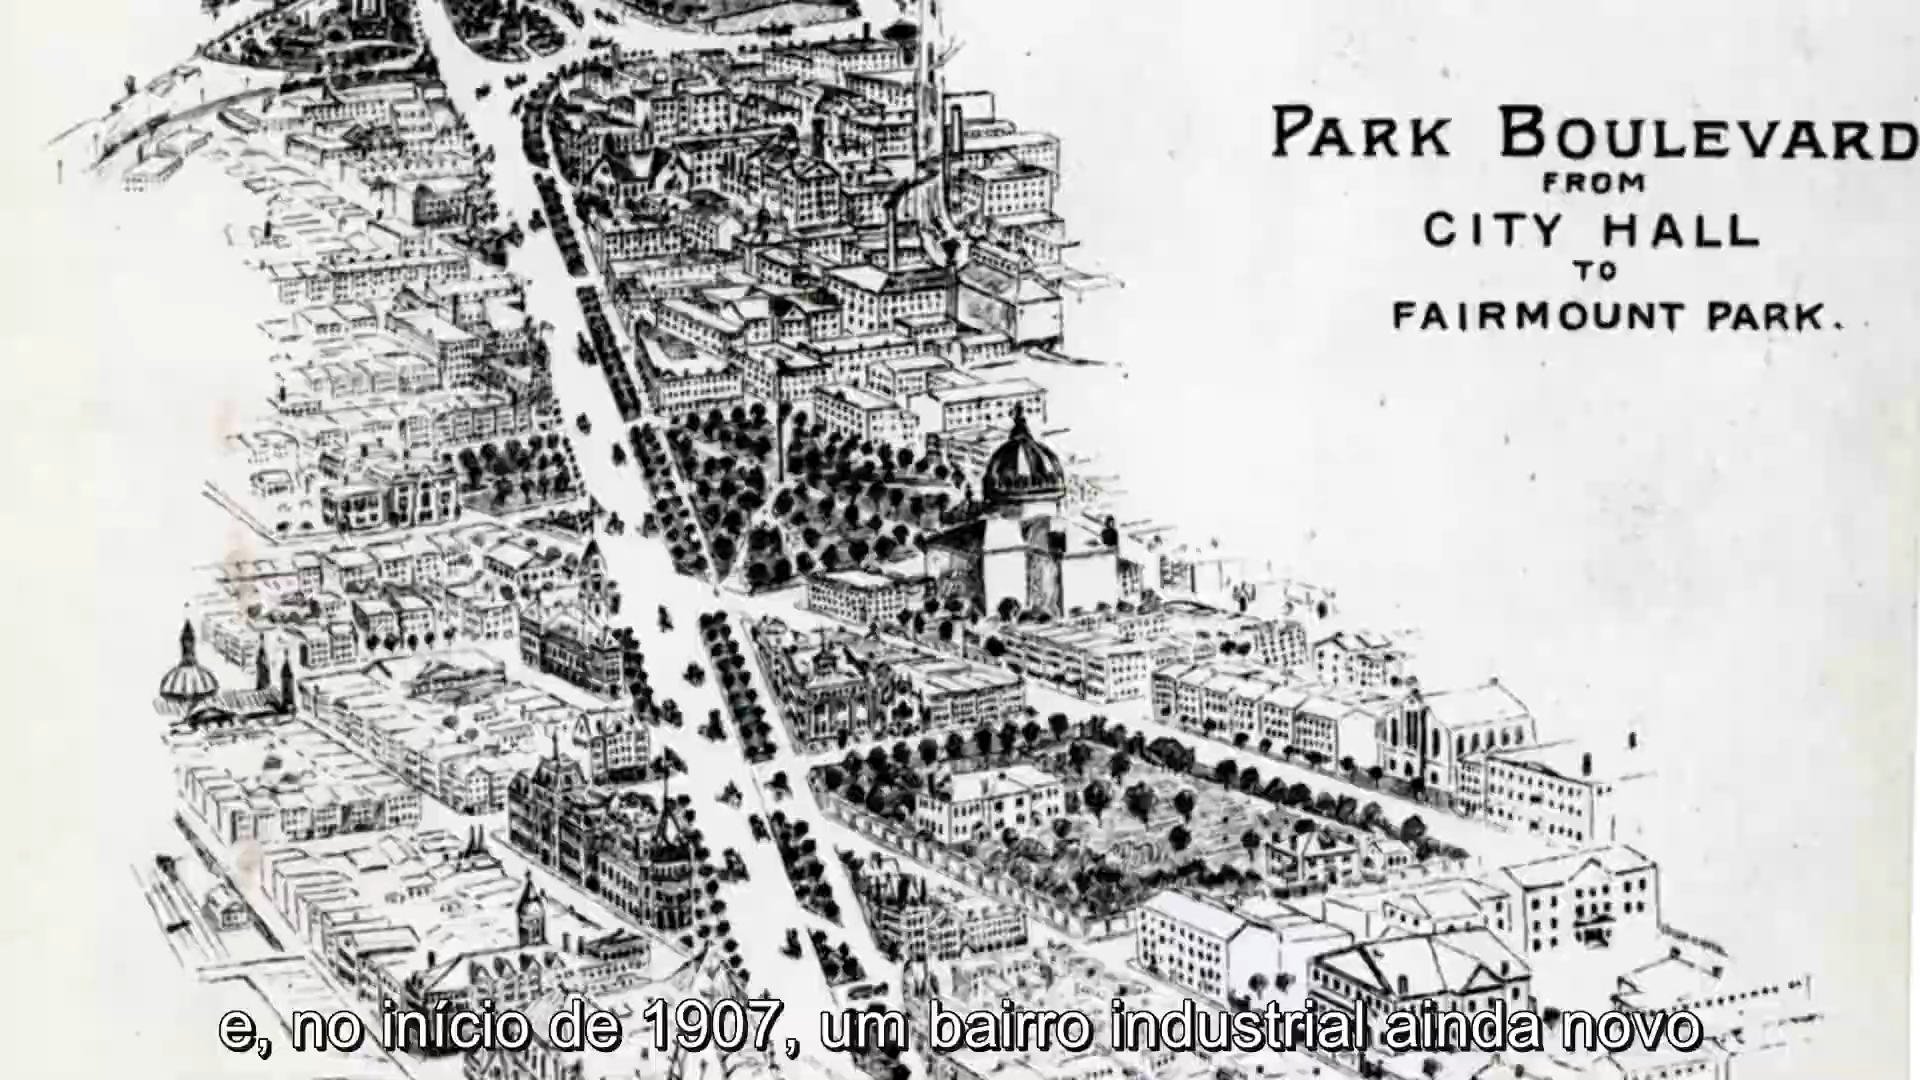 PARK BOULEVARD
FROM
CITY HALL
TO
FAIRMOUNT PARK.
e, no início de 1907, um bairro industrial ainda novo